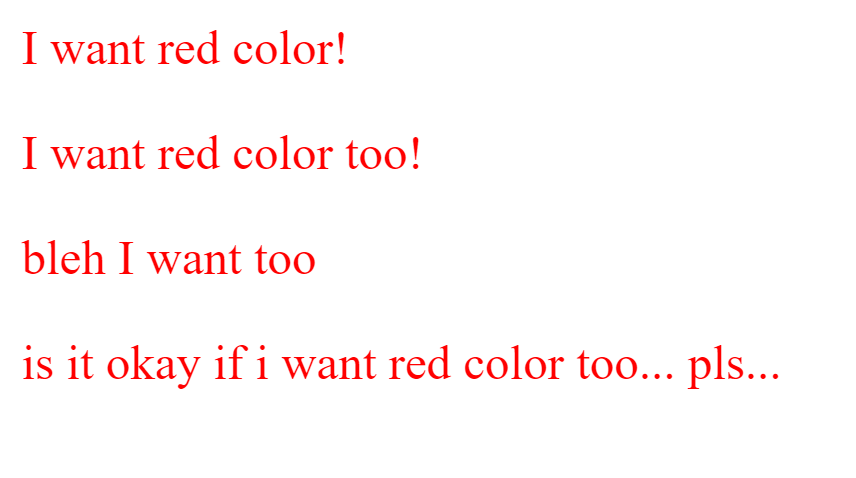 I want red color!
I want red color too!
bleh I want too
is it okay if i want red color too... pls...